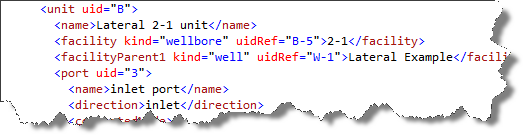 <unit uid="B">
<name>Lateral 2-1 unit</name>
<facility kind="wellbore" uidRef="B-5">2-1</facility>
<facilityParent1 kind="well" uidRef="W-1">Lateral Example</facili
<port uid="3">
<name>inlet port</name>
<direction>inlet</direction>